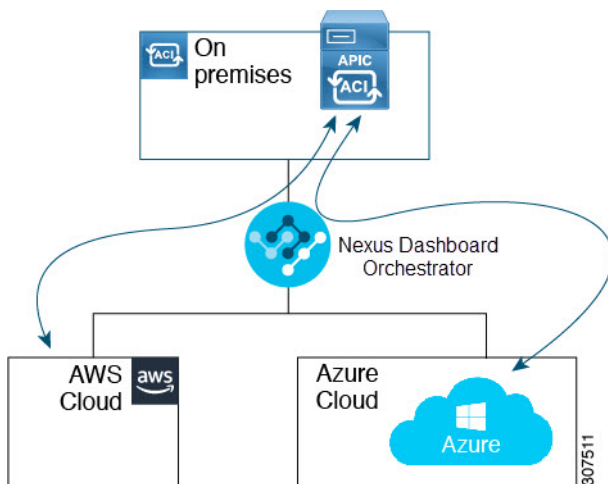 ACI
On
premises
APIC
ACI
Nexus Dashboard
Orchestrator
AWS
Cloud
aws
Azure
Cloud
Azure
307511